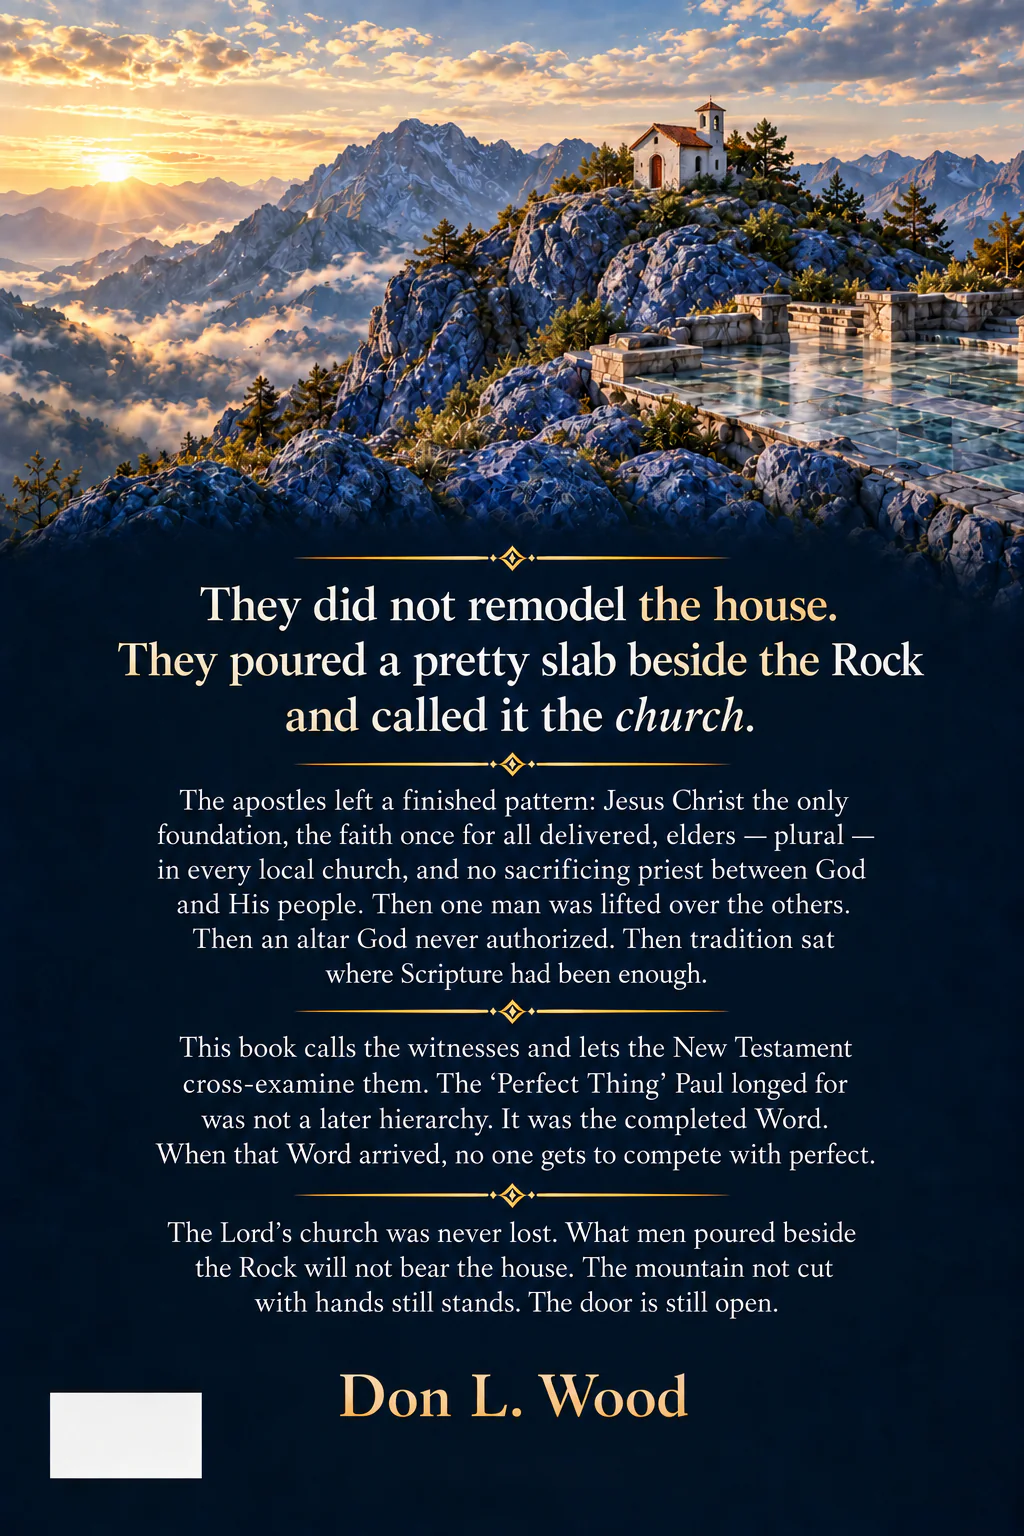 They did not remodel the house.
They poured a pretty slab beside the Rock
and called it the church.
The apostles left a finished pattern: Jesus Christ the only
foundation, the faith once for all delivered, elders — plural —
in every local church, and no sacrificing priest between God
and His people. Then one man was lifted over the others.
Then an altar God never authorized. Then tradition sat
where Scripture had been enough.
This book calls the witnesses and lets the New Testament
cross-examine them. The ‘Perfect Thing’ Paul longed for
was not a later hierarchy. It was the completed Word.
When that Word arrived, no one gets to compete with perfect.
The Lord’s church was never lost. What men poured beside
the Rock will not bear the house. The mountain not cut
with hands still stands. The door is still open.
Don L. Wood